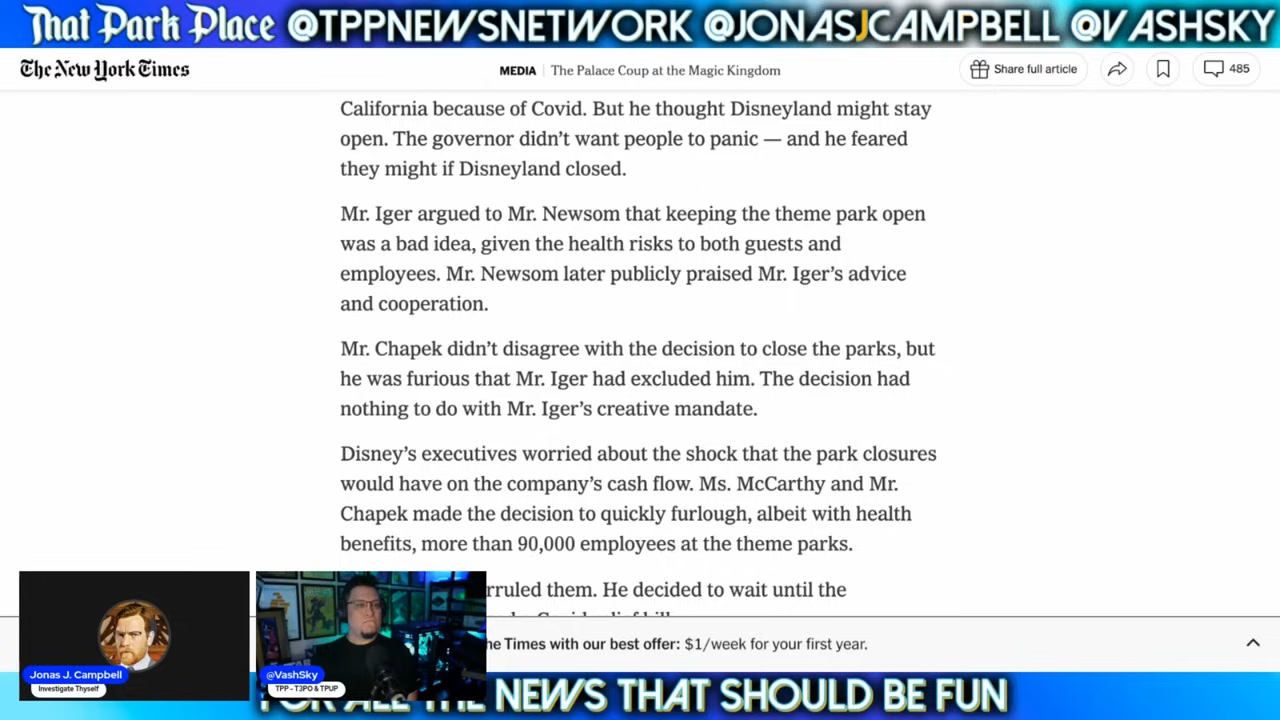 That Park Place @TPPNEWSNETWORK @JONASJCAMPBELL @VASHSKY
The New York Times
MEDIA | The Palace Coup at the Magic Kingdom
Share full article
485
California because of Covid. But he thought Disneyland might stay
open. The governor didn’t want people to panic — and he feared
they might if Disneyland closed.
Mr. Iger argued to Mr. Newsom that keeping the theme park open
was a bad idea, given the health risks to both guests and
employees. Mr. Newsom later publicly praised Mr. Iger’s advice
and cooperation.
Mr. Chapek didn’t disagree with the decision to close the parks, but
he was furious that Mr. Iger had excluded him. The decision had
nothing to do with Mr. Iger’s creative mandate.
Disney’s executives worried about the shock that the park closures
would have on the company’s cash flow. Ms. McCarthy and Mr.
Chapek made the decision to quickly furlough, albeit with health
benefits, more than 90,000 employees at the theme parks.
rruled them. He decided to wait until the
he Times with our best offer: $1/week for your first year.
Jonas J. Campbell
Investigate Thyself
@VashSky
TPP - T3PO & TPUP
FOR ALL THE NEWS THAT SHOULD BE FUN